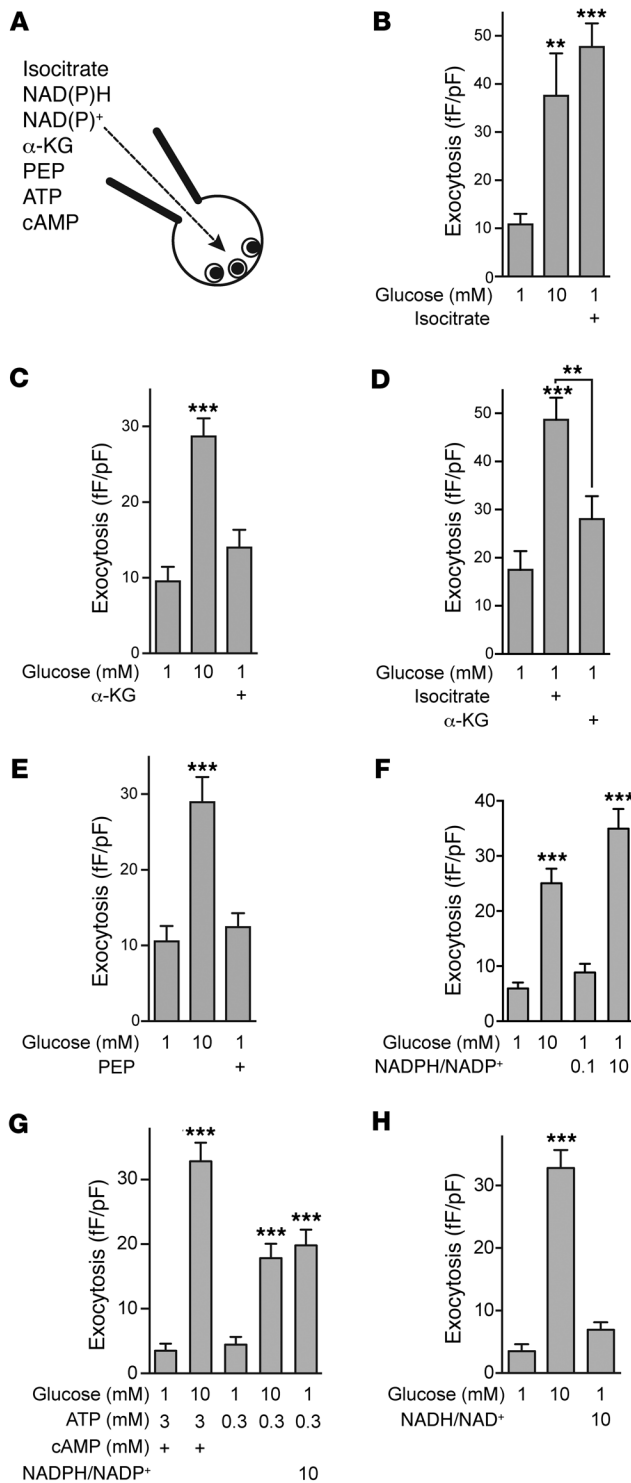 A
Isocitrate
NAD(P)H
NAD(P)+
α-KG
PEP
ATP
cAMP
B
Exocytosis (fF/pF)
50
40
30
20
10
0
**
***
Glucose (mM) 1 10 1
Isocitrate +
C
Exocytosis (fF/pF)
30
20
10
0
***
Glucose (mM) 1 10 1
α-KG +
D
Exocytosis (fF/pF)
50
40
30
20
10
0
**
***
Glucose (mM) 1 1 1
Isocitrate +
α-KG +
E
Exocytosis (fF/pF)
30
20
10
0
***
Glucose (mM) 1 10 1
PEP +
F
Exocytosis (fF/pF)
40
30
20
10
0
***
***
Glucose (mM) 1 10 1 1
NADPH/NADP+ 0.1 10
G
Exocytosis (fF/pF)
30
20
10
0
***
***
***
Glucose (mM) 1 10 1 10 1
ATP (mM) 3 3 0.3 0.3 0.3
cAMP (mM) + +
NADPH/NADP+ 10
H
Exocytosis (fF/pF)
30
20
10
0
***
Glucose (mM) 1 10 1
NADH/NAD+ 10